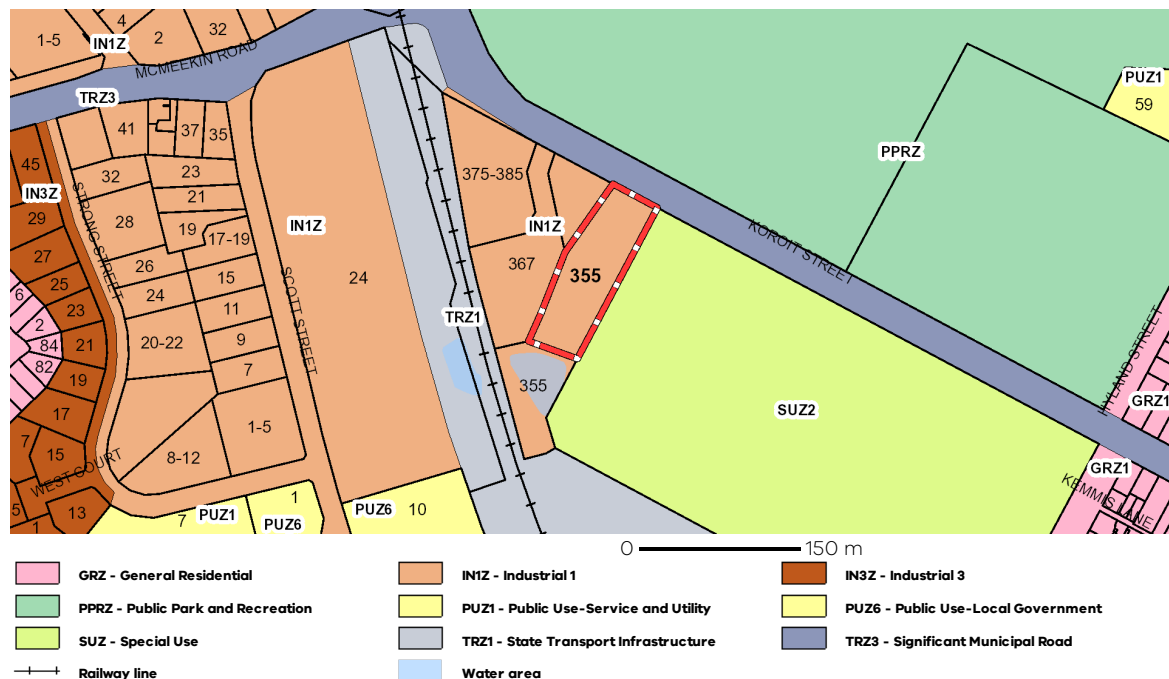 1-5
4
2
32
IN1Z
MCMEEKIN ROAD
TRZ3
PUZ1
59
PPRZ
41
37
35
45
IN3Z
32
23
21
375-385
STRONG STREET
29
28
19
17-19
IN1Z
IN1Z
KOROIT STREET
27
26
15
24
367
355
25
24
6
23
11
SCOTT STREET
TRZ1
HYLAND STREET
2
84
21
20-22
9
82
7
19
355
GRZ1
17
1-5
SUZ2
7
15
8-12
WEST COURT
GRZ1
KEMMIS LANE
5
13
1
7
PUZ1
1
PUZ6
PUZ6
10
0
150 m
GRZ - General Residential
IN1Z - Industrial 1
IN3Z - Industrial 3
PPRZ - Public Park and Recreation
PUZ1 - Public Use-Service and Utility
PUZ6 - Public Use-Local Government
SUZ - Special Use
TRZ1 - State Transport Infrastructure
TRZ3 - Significant Municipal Road
Railway line
Water area